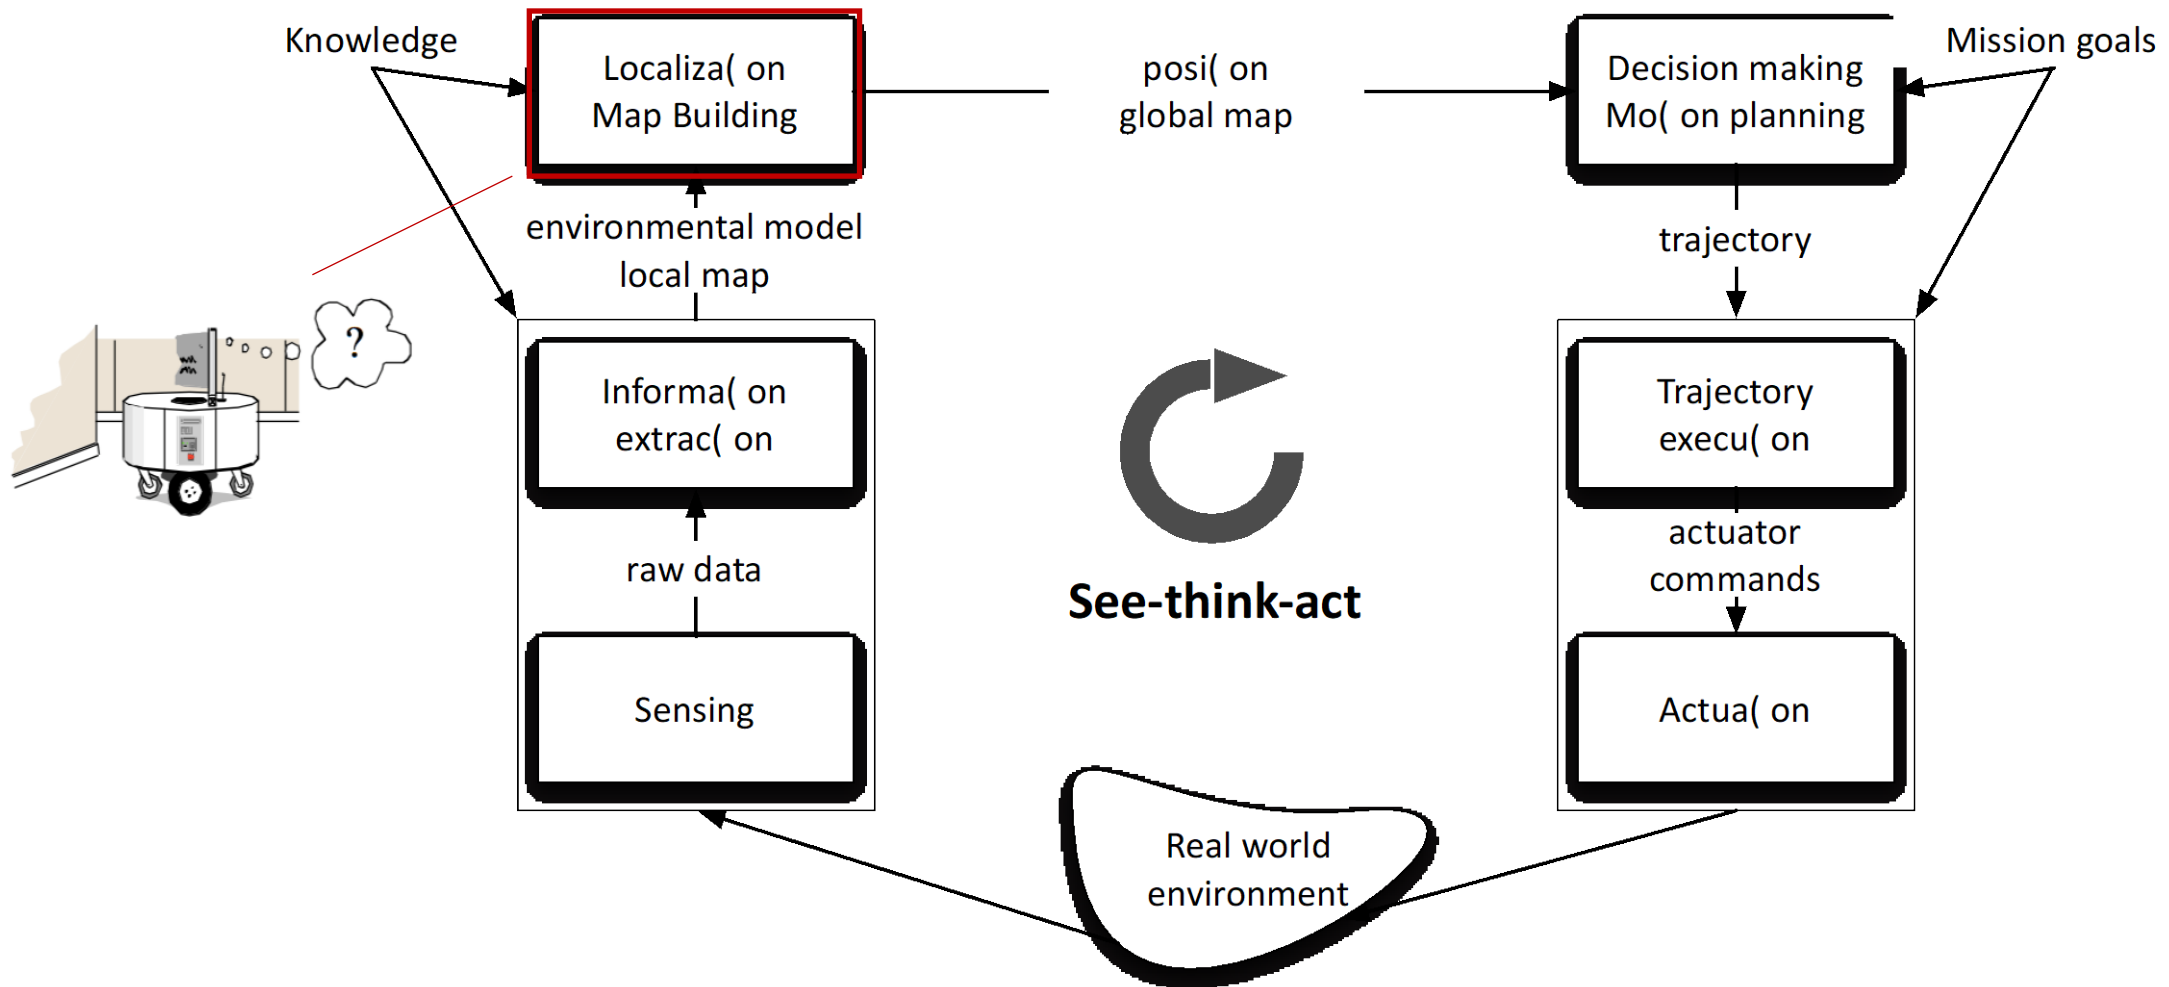 Knowledge
Localiza( on
Map Building
posi( on
global map
Decision making
Mo( on planning
Mission goals
environmental model
local map
trajectory
?
Informa( on
extrac( on
Trajectory
execu( on
raw data
actuator
commands
See-think-act
Sensing
Actua( on
Real world
environment